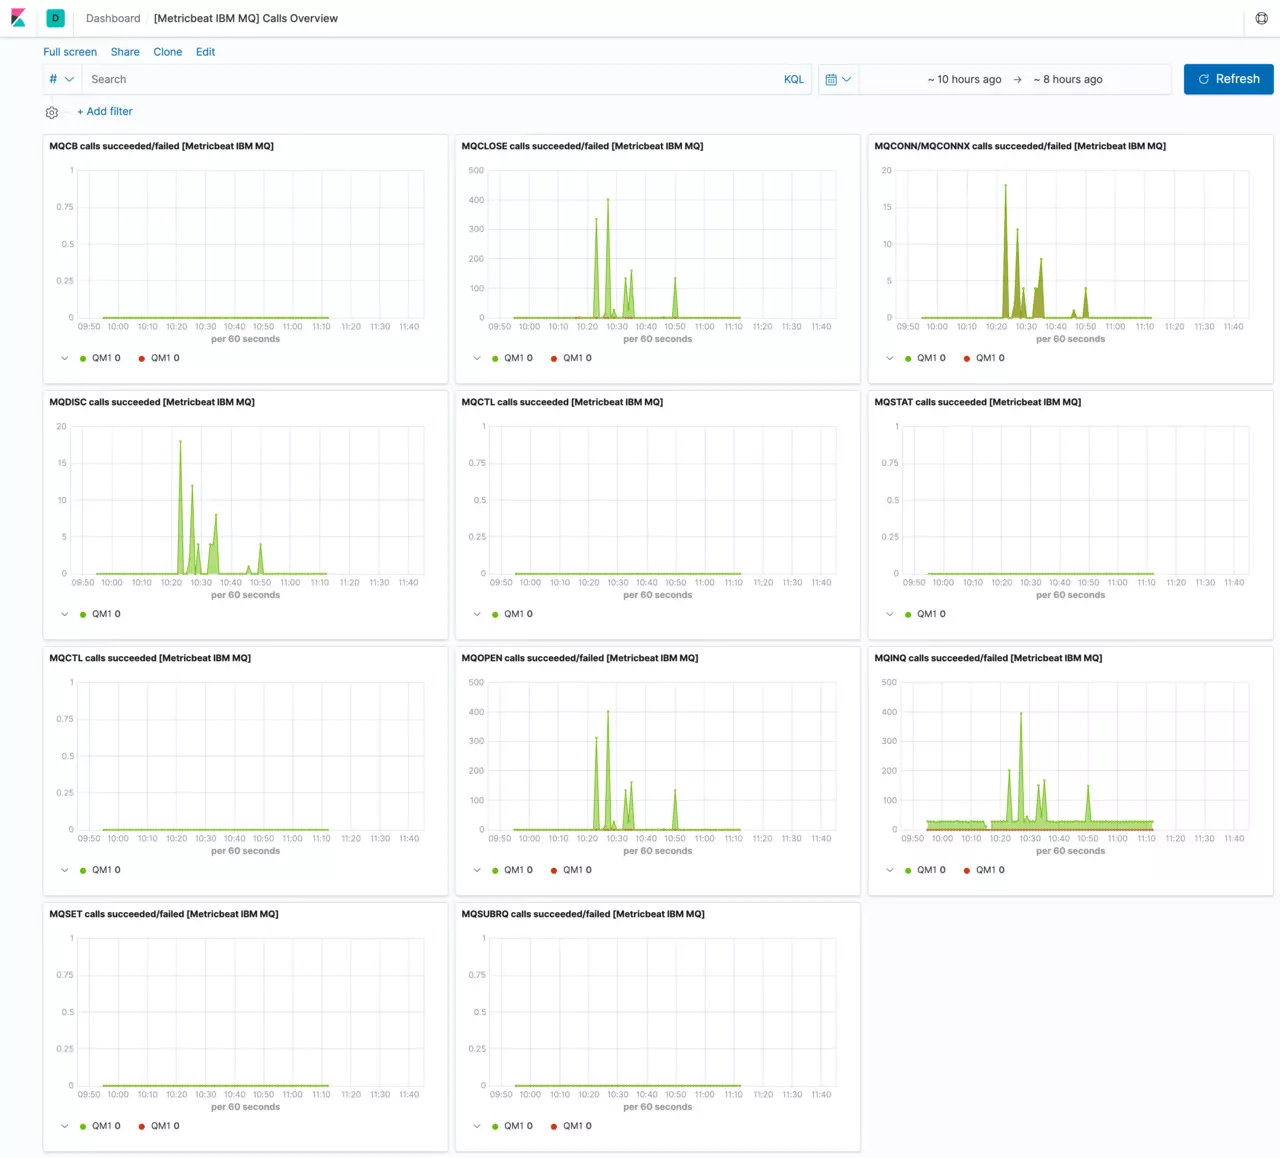 D Dashboard / [Metricbeat IBM MQ] Calls Overview
Full screen Share Clone Edit
# Search KQL ~ 10 hours ago → ~ 8 hours ago Refresh
+ Add filter
MQCB calls succeeded/failed [Metricbeat IBM MQ]
1
0.75
0.5
0.25
0
09:50 10:00 10:10 10:20 10:30 10:40 10:50 11:00 11:10 11:20 11:30 11:40
per 60 seconds
QM1 0 QM1 0
MQCLOSE calls succeeded/failed [Metricbeat IBM MQ]
500
400
300
200
100
0
09:50 10:00 10:10 10:20 10:30 10:40 10:50 11:00 11:10 11:20 11:30 11:40
per 60 seconds
QM1 0 QM1 0
MQCONN/MQCONNX calls succeeded/failed [Metricbeat IBM MQ]
20
15
10
5
0
09:50 10:00 10:10 10:20 10:30 10:40 10:50 11:00 11:10 11:20 11:30 11:40
per 60 seconds
QM1 0 QM1 0
MQDISC calls succeeded [Metricbeat IBM MQ]
20
15
10
5
0
09:50 10:00 10:10 10:20 10:30 10:40 10:50 11:00 11:10 11:20 11:30 11:40
per 60 seconds
QM1 0
MQCTL calls succeeded [Metricbeat IBM MQ]
1
0.75
0.5
0.25
0
09:50 10:00 10:10 10:20 10:30 10:40 10:50 11:00 11:10 11:20 11:30 11:40
per 60 seconds
QM1 0
MQSTAT calls succeeded [Metricbeat IBM MQ]
1
0.75
0.5
0.25
0
09:50 10:00 10:10 10:20 10:30 10:40 10:50 11:00 11:10 11:20 11:30 11:40
per 60 seconds
QM1 0
MQCTL calls succeeded [Metricbeat IBM MQ]
1
0.75
0.5
0.25
0
09:50 10:00 10:10 10:20 10:30 10:40 10:50 11:00 11:10 11:20 11:30 11:40
per 60 seconds
QM1 0
MQOPEN calls succeeded/failed [Metricbeat IBM MQ]
500
400
300
200
100
0
09:50 10:00 10:10 10:20 10:30 10:40 10:50 11:00 11:10 11:20 11:30 11:40
per 60 seconds
QM1 0 QM1 0
MQINQ calls succeeded/failed [Metricbeat IBM MQ]
500
400
300
200
100
0
09:50 10:00 10:10 10:20 10:30 10:40 10:50 11:00 11:10 11:20 11:30 11:40
per 60 seconds
QM1 0 QM1 0
MQSET calls succeeded/failed [Metricbeat IBM MQ]
1
0.75
0.5
0.25
0
09:50 10:00 10:10 10:20 10:30 10:40 10:50 11:00 11:10 11:20 11:30 11:40
per 60 seconds
QM1 0 QM1 0
MQSUBRQ calls succeeded/failed [Metricbeat IBM MQ]
1
0.75
0.5
0.25
0
09:50 10:00 10:10 10:20 10:30 10:40 10:50 11:00 11:10 11:20 11:30 11:40
per 60 seconds
QM1 0 QM1 0